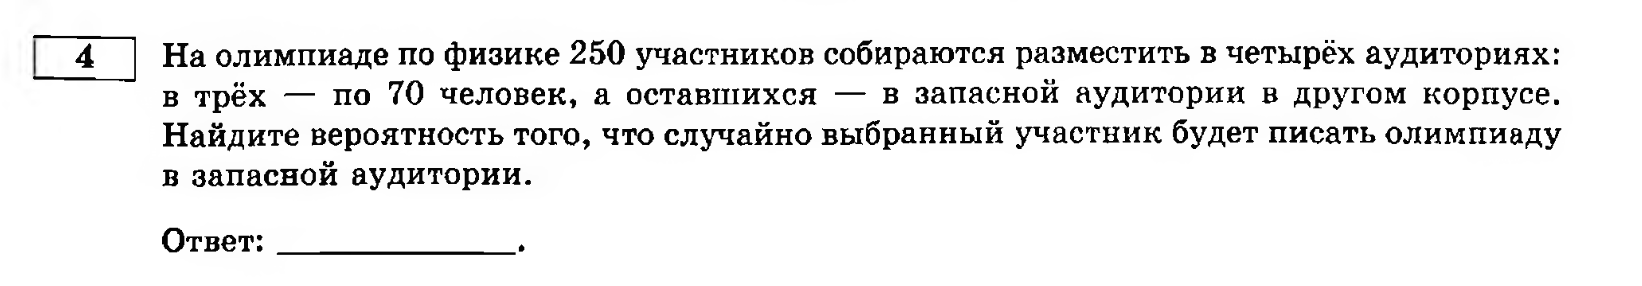 4 На олимпиаде по физике 250 участников собираются разместить в четырёх аудиториях:
в трёх — по 70 человек, а оставшихся — в запасной аудитории в другом корпусе.
Найдите вероятность того, что случайно выбранный участник будет писать олимпиаду
в запасной аудитории.
Ответ: _______________.